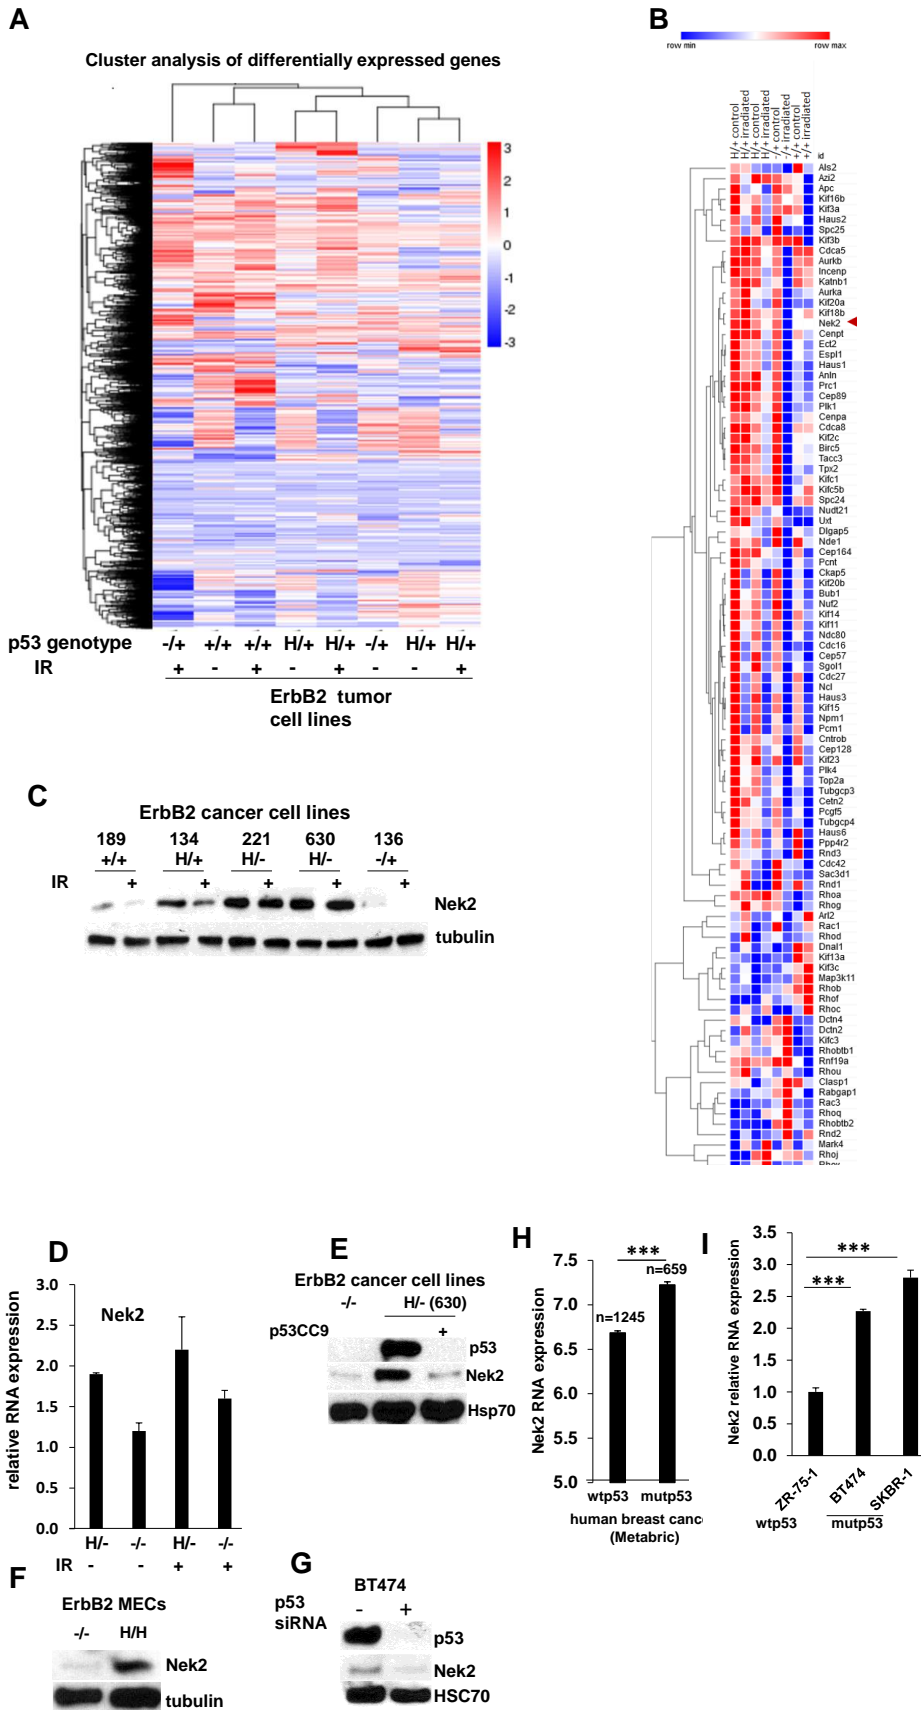 A
Cluster analysis of differentially expressed genes
3
2
1
0
-1
-2
-3
p53 genotype -/+ +/+ +/+ H/+ H/+ -/+ H/+ H/+
IR + - + - + - - +
ErbB2 tumor
cell lines
B
row min row max
H/+ control
H/+ irradiated
H/+ control
H/+ irradiated
-/+ control
-/+ irradiated
+/+ control
+/+ irradiated
id
Als2
Azi2
Apc
Kif16b
Kif3a
Haus2
Spc25
Kif3b
Cdca5
Aurkb
Incenp
Katnb1
Aurka
Kif20a
Kif18b
Nek2
Cenpt
Ect2
Espl1
Haus1
Anln
Prc1
Cep89
Plk1
Cenpa
Cdca8
Kif2c
Birc5
Tacc3
Tpx2
Kifc1
Kifc5b
Spc24
Nudt21
Uxt
Dlgap5
Nde1
Cep164
Pcnt
Ckap5
Kif20b
Bub1
Nuf2
Kif14
Kif11
Ndc80
Cdc16
Cep57
Sgol1
Cdc27
Ncl
Haus3
Kif15
Npm1
Pcm1
Cntrob
Cep128
Kif23
Plk4
Top2a
Tubgcp3
Cetn2
Pcgf5
Tubgcp4
Haus6
Ppp4r2
Rnd3
Cdc42
Sac3d1
Rnd1
Rhoa
Rhog
Arl2
Rac1
Rhod
Dnal1
Kif13a
Kif3c
Map3k11
Rhob
Rhof
Rhoc
Dctn4
Dctn2
Kifc3
Rhobtb1
Rnf19a
Rhou
Clasp1
Rabgap1
Rac3
Rhoq
Rhobtb2
Rnd2
Mark4
Rhoj
C
ErbB2 cancer cell lines
189 134 221 630 136
+/+ H/+ H/- H/- -/+
IR + + + + +
Nek2
tubulin
D
Nek2
relative RNA expression
3.0
2.5
2.0
1.5
1.0
0.5
0.0
H/- -/- H/- -/-
IR - - + +
E
ErbB2 cancer cell lines
-/- H/- (630)
p53CC9 +
p53
Nek2
Hsp70
F
ErbB2 MECs
-/- H/H
Nek2
tubulin
G
BT474
p53
siRNA
- +
p53
Nek2
HSC70
H
Nek2 RNA expression
7.5
7.0
6.5
6.0
5.5
5.0
***
n=659
n=1245
wtp53 mutp53
human breast canc
(Metabric)
I
Nek2 relative RNA expression
3.5
3.0
2.5
2.0
1.5
1.0
0.5
0.0
***
***
ZR-75-1
BT474
SKBR-1
wtp53 mutp53